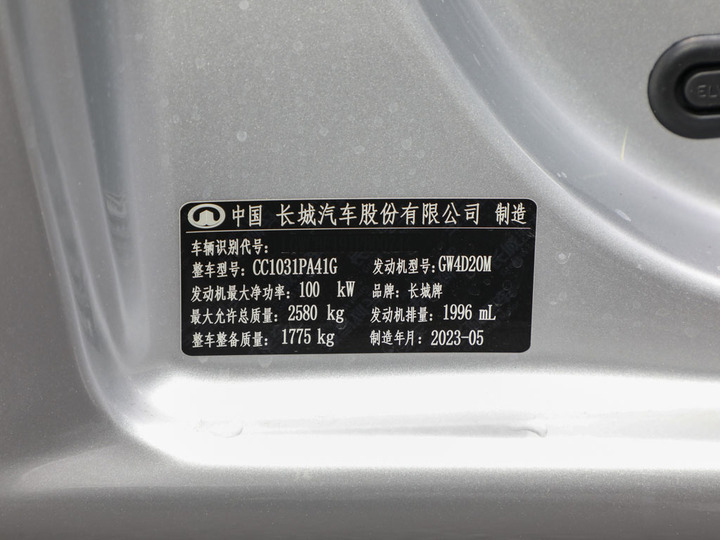 中国 长城汽车股份有限公司 制造
车辆识别代号:
整车型号: CC1031PA41G 发动机型号: GW4D20M
发动机最大净功率: 100 kW 品牌: 长城牌
最大允许总质量: 2580 kg 发动机排量: 1996 mL
整车整备质量: 1775 kg 制造年月: 2023-05